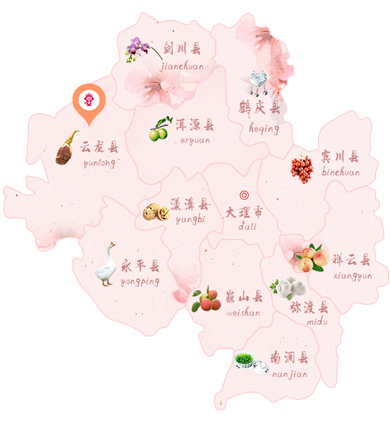 剑川县
jianchuan
鹤庆县
heqing
洱源县
eryuan
云龙县
yunlong
宾川县
binchuan
漾濞县
yangbi
大理市
dali
永平县
yongping
祥云县
xiangyun
巍山县
weishan
弥渡县
midu
南涧县
nanjian